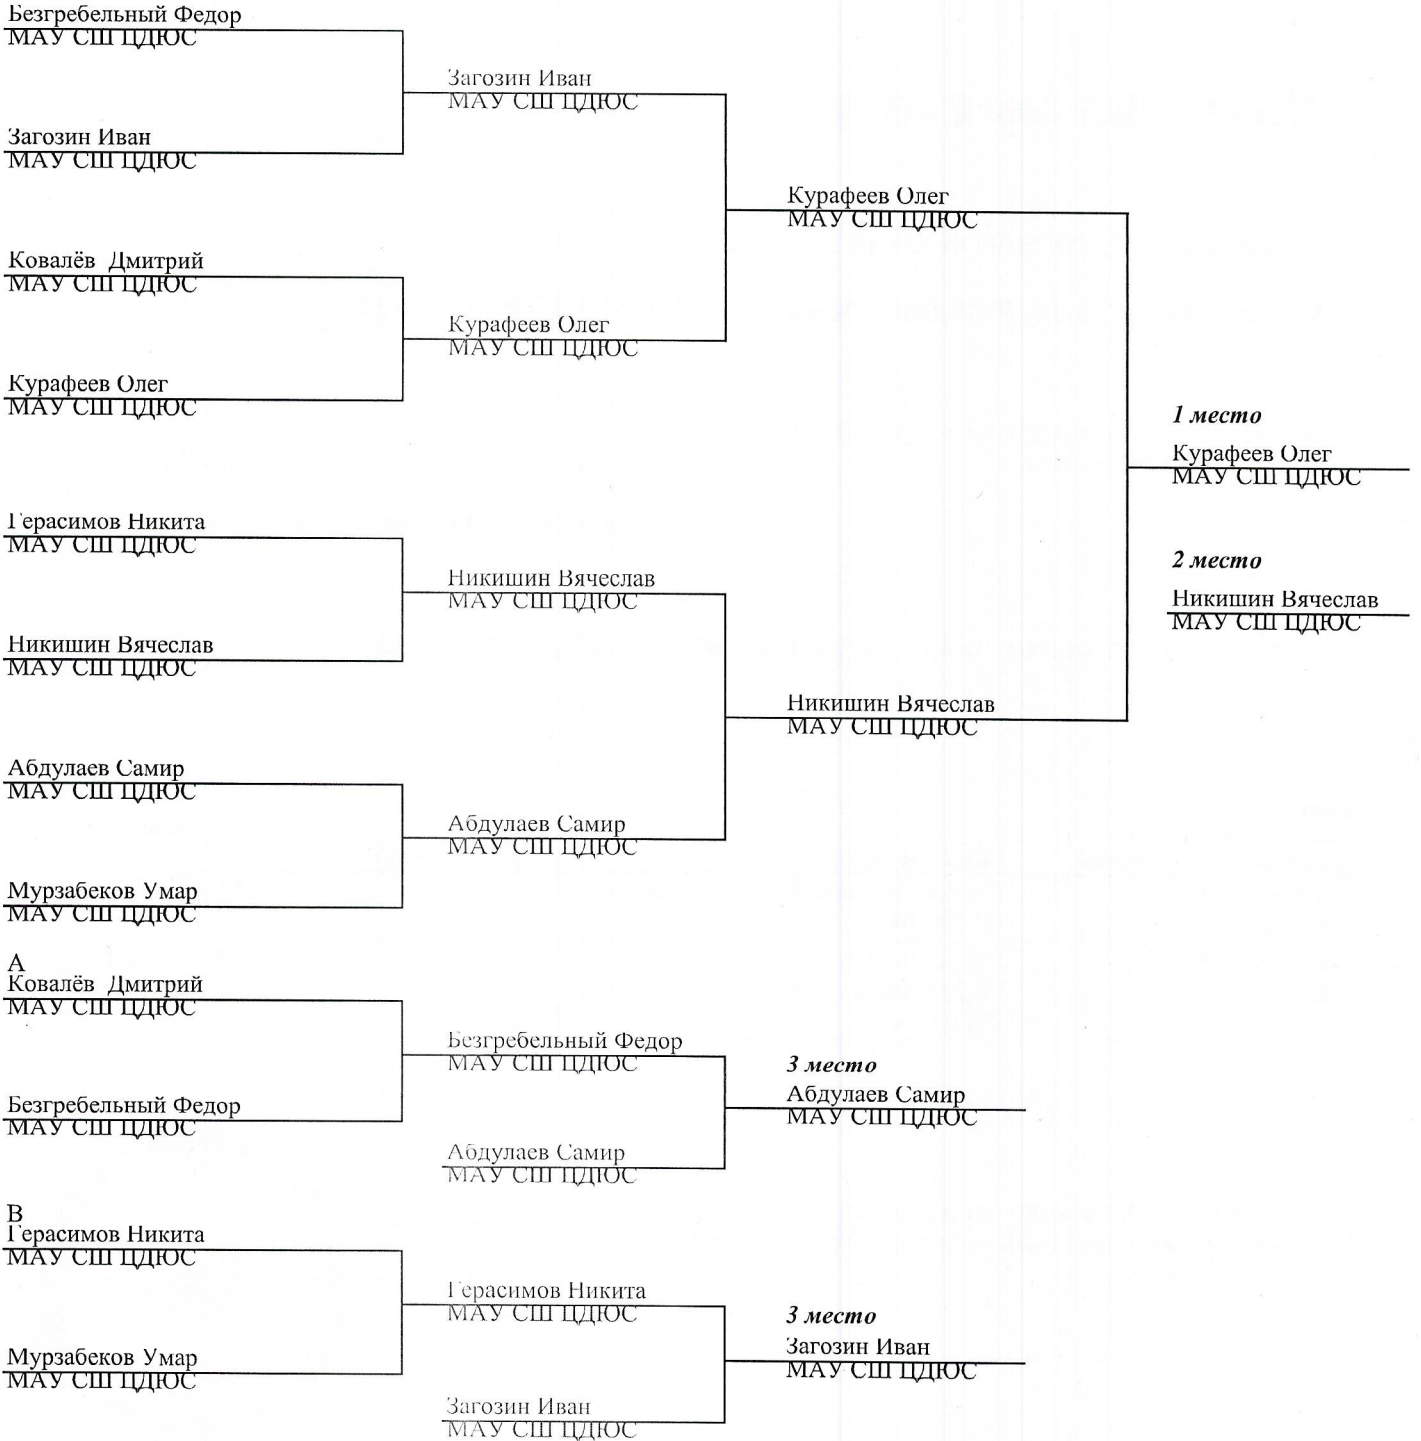 Безгребельный Федор
МАУ СШ ЦДЮС
Загозин Иван
МАУ СШ ЦДЮС
Загозин Иван
МАУ СШ ЦДЮС
Курафеев Олег
МАУ СШ ЦДЮС
Ковалёв Дмитрий
МАУ СШ ЦДЮС
Курафеев Олег
МАУ СШ ЦДЮС
Курафеев Олег
МАУ СШ ЦДЮС
1 место
Курафеев Олег
МАУ СШ ЦДЮС
Герасимов Никита
МАУ СШ ЦДЮС
2 место
Никишин Вячеслав
МАУ СШ ЦДЮС
Никишин Вячеслав
МАУ СШ ЦДЮС
Никишин Вячеслав
МАУ СШ ЦДЮС
Никишин Вячеслав
МАУ СШ ЦДЮС
Абдулаев Самир
МАУ СШ ЦДЮС
Абдулаев Самир
МАУ СШ ЦДЮС
Мурзабеков Умар
МАУ СШ ЦДЮС
А
Ковалёв Дмитрий
МАУ СШ ЦДЮС
Безгребельный Федор
МАУ СШ ЦДЮС
3 место
Абдулаев Самир
МАУ СШ ЦДЮС
Безгребельный Федор
МАУ СШ ЦДЮС
Абдулаев Самир
МАУ СШ ЦДЮС
В
Герасимов Никита
МАУ СШ ЦДЮС
Герасимов Никита
МАУ СШ ЦДЮС
3 место
Загозин Иван
МАУ СШ ЦДЮС
Мурзабеков Умар
МАУ СШ ЦДЮС
Загозин Иван
МАУ СШ ЦДЮС